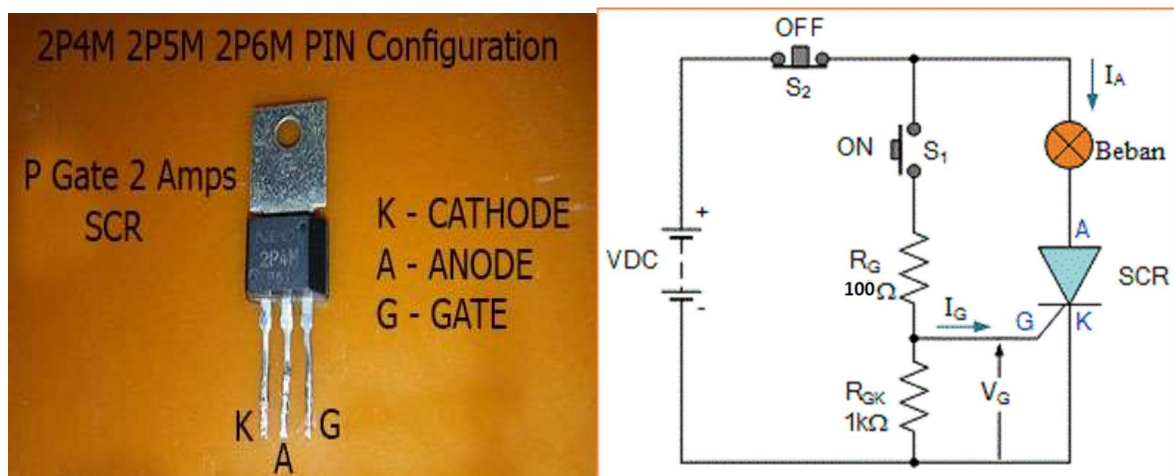 2P4M 2P5M 2P6M PIN Configuration
P Gate 2 Amps
SCR
NEC
2P4M
K - CATHODE
A - ANODE
G - GATE
K
A
G
OFF
S2
IA
ON
S1
Beban
VDC
+
-
RG
100Ω
A
SCR
IG
G
K
RGK
1kΩ
VG